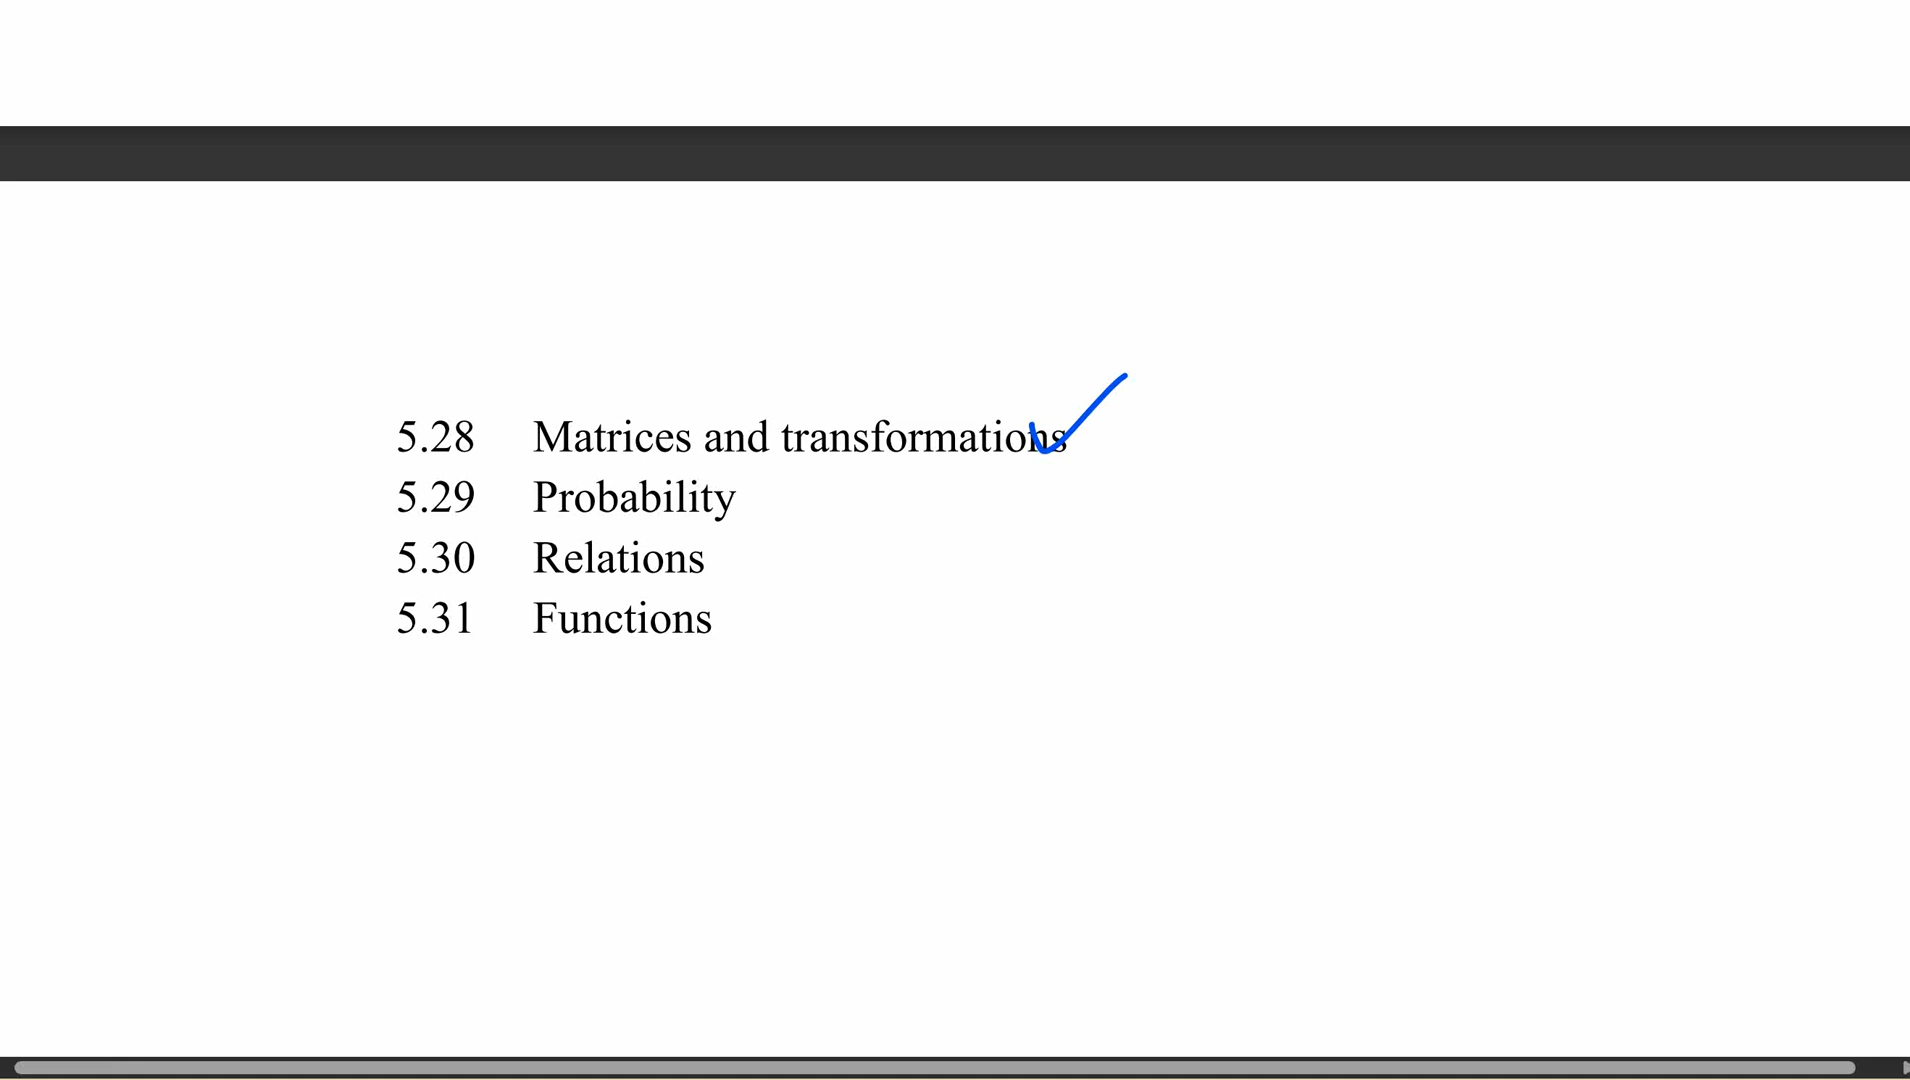 5.28 Matrices and transformations
5.29 Probability
5.30 Relations
5.31 Functions